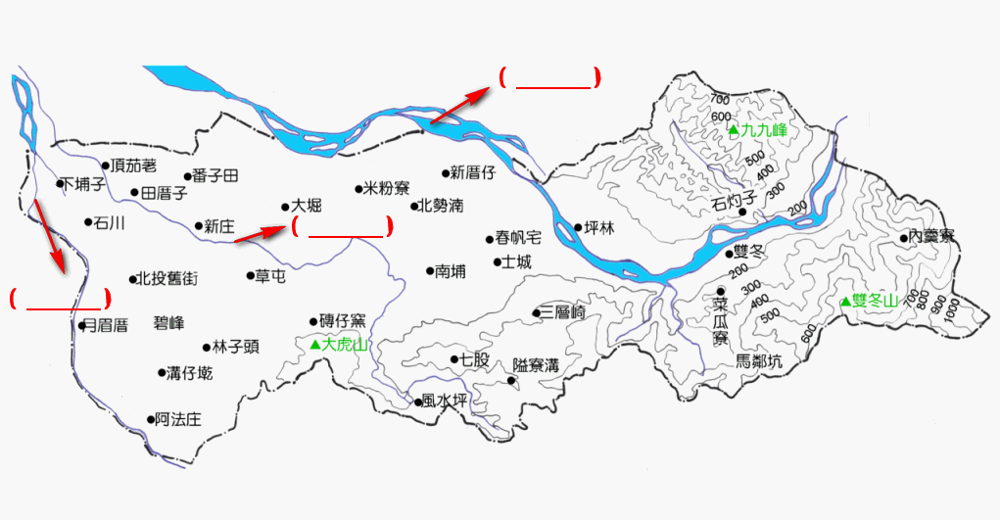 ( ______ )
700
600
九九峰
500
400
300
200
頂茄荖
下埔子
番子田
田厝子
石川
新庄
大堀
( ______ )
米粉寮
新厝仔
北勢湳
石灼子
坪林
內羹寮
春帆宅
土城
雙冬
南埔
200
300
400
500
600
菜瓜寮
雙冬山
700
800
900
1000
北投舊街
草屯
( ______ )
月眉厝
碧峰
磚仔窯
三層崎
大虎山
林子頭
七股
隘寮溝
馬鄰坑
溝仔墘
風水坪
阿法庄